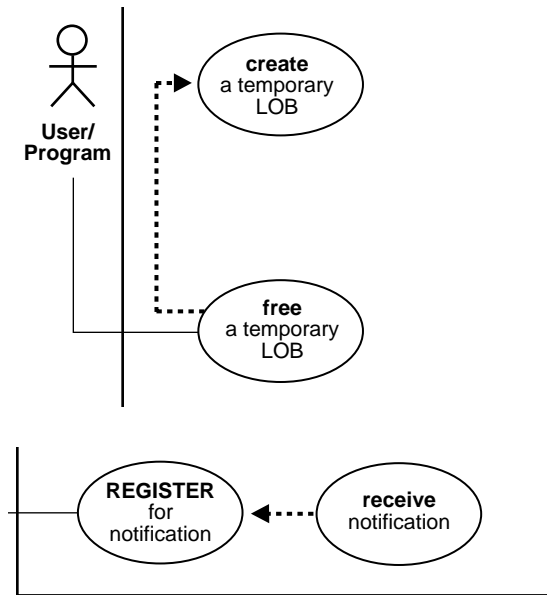 create
a temporary
LOB
User/
Program
free
a temporary
LOB
REGISTER
for
notification
receive
notification